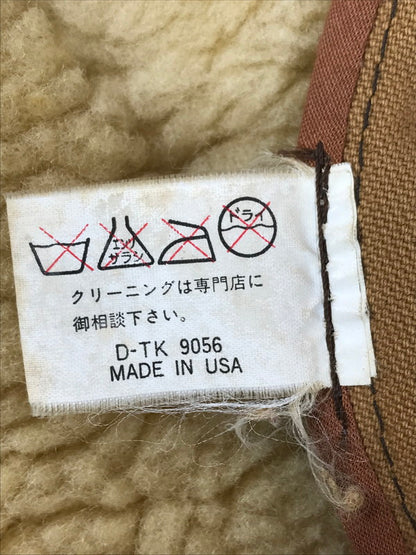 エンソ
サラシ
ドライ
クリーニングは専門店に
御相談下さい。
D-TK 9056
MADE IN USA